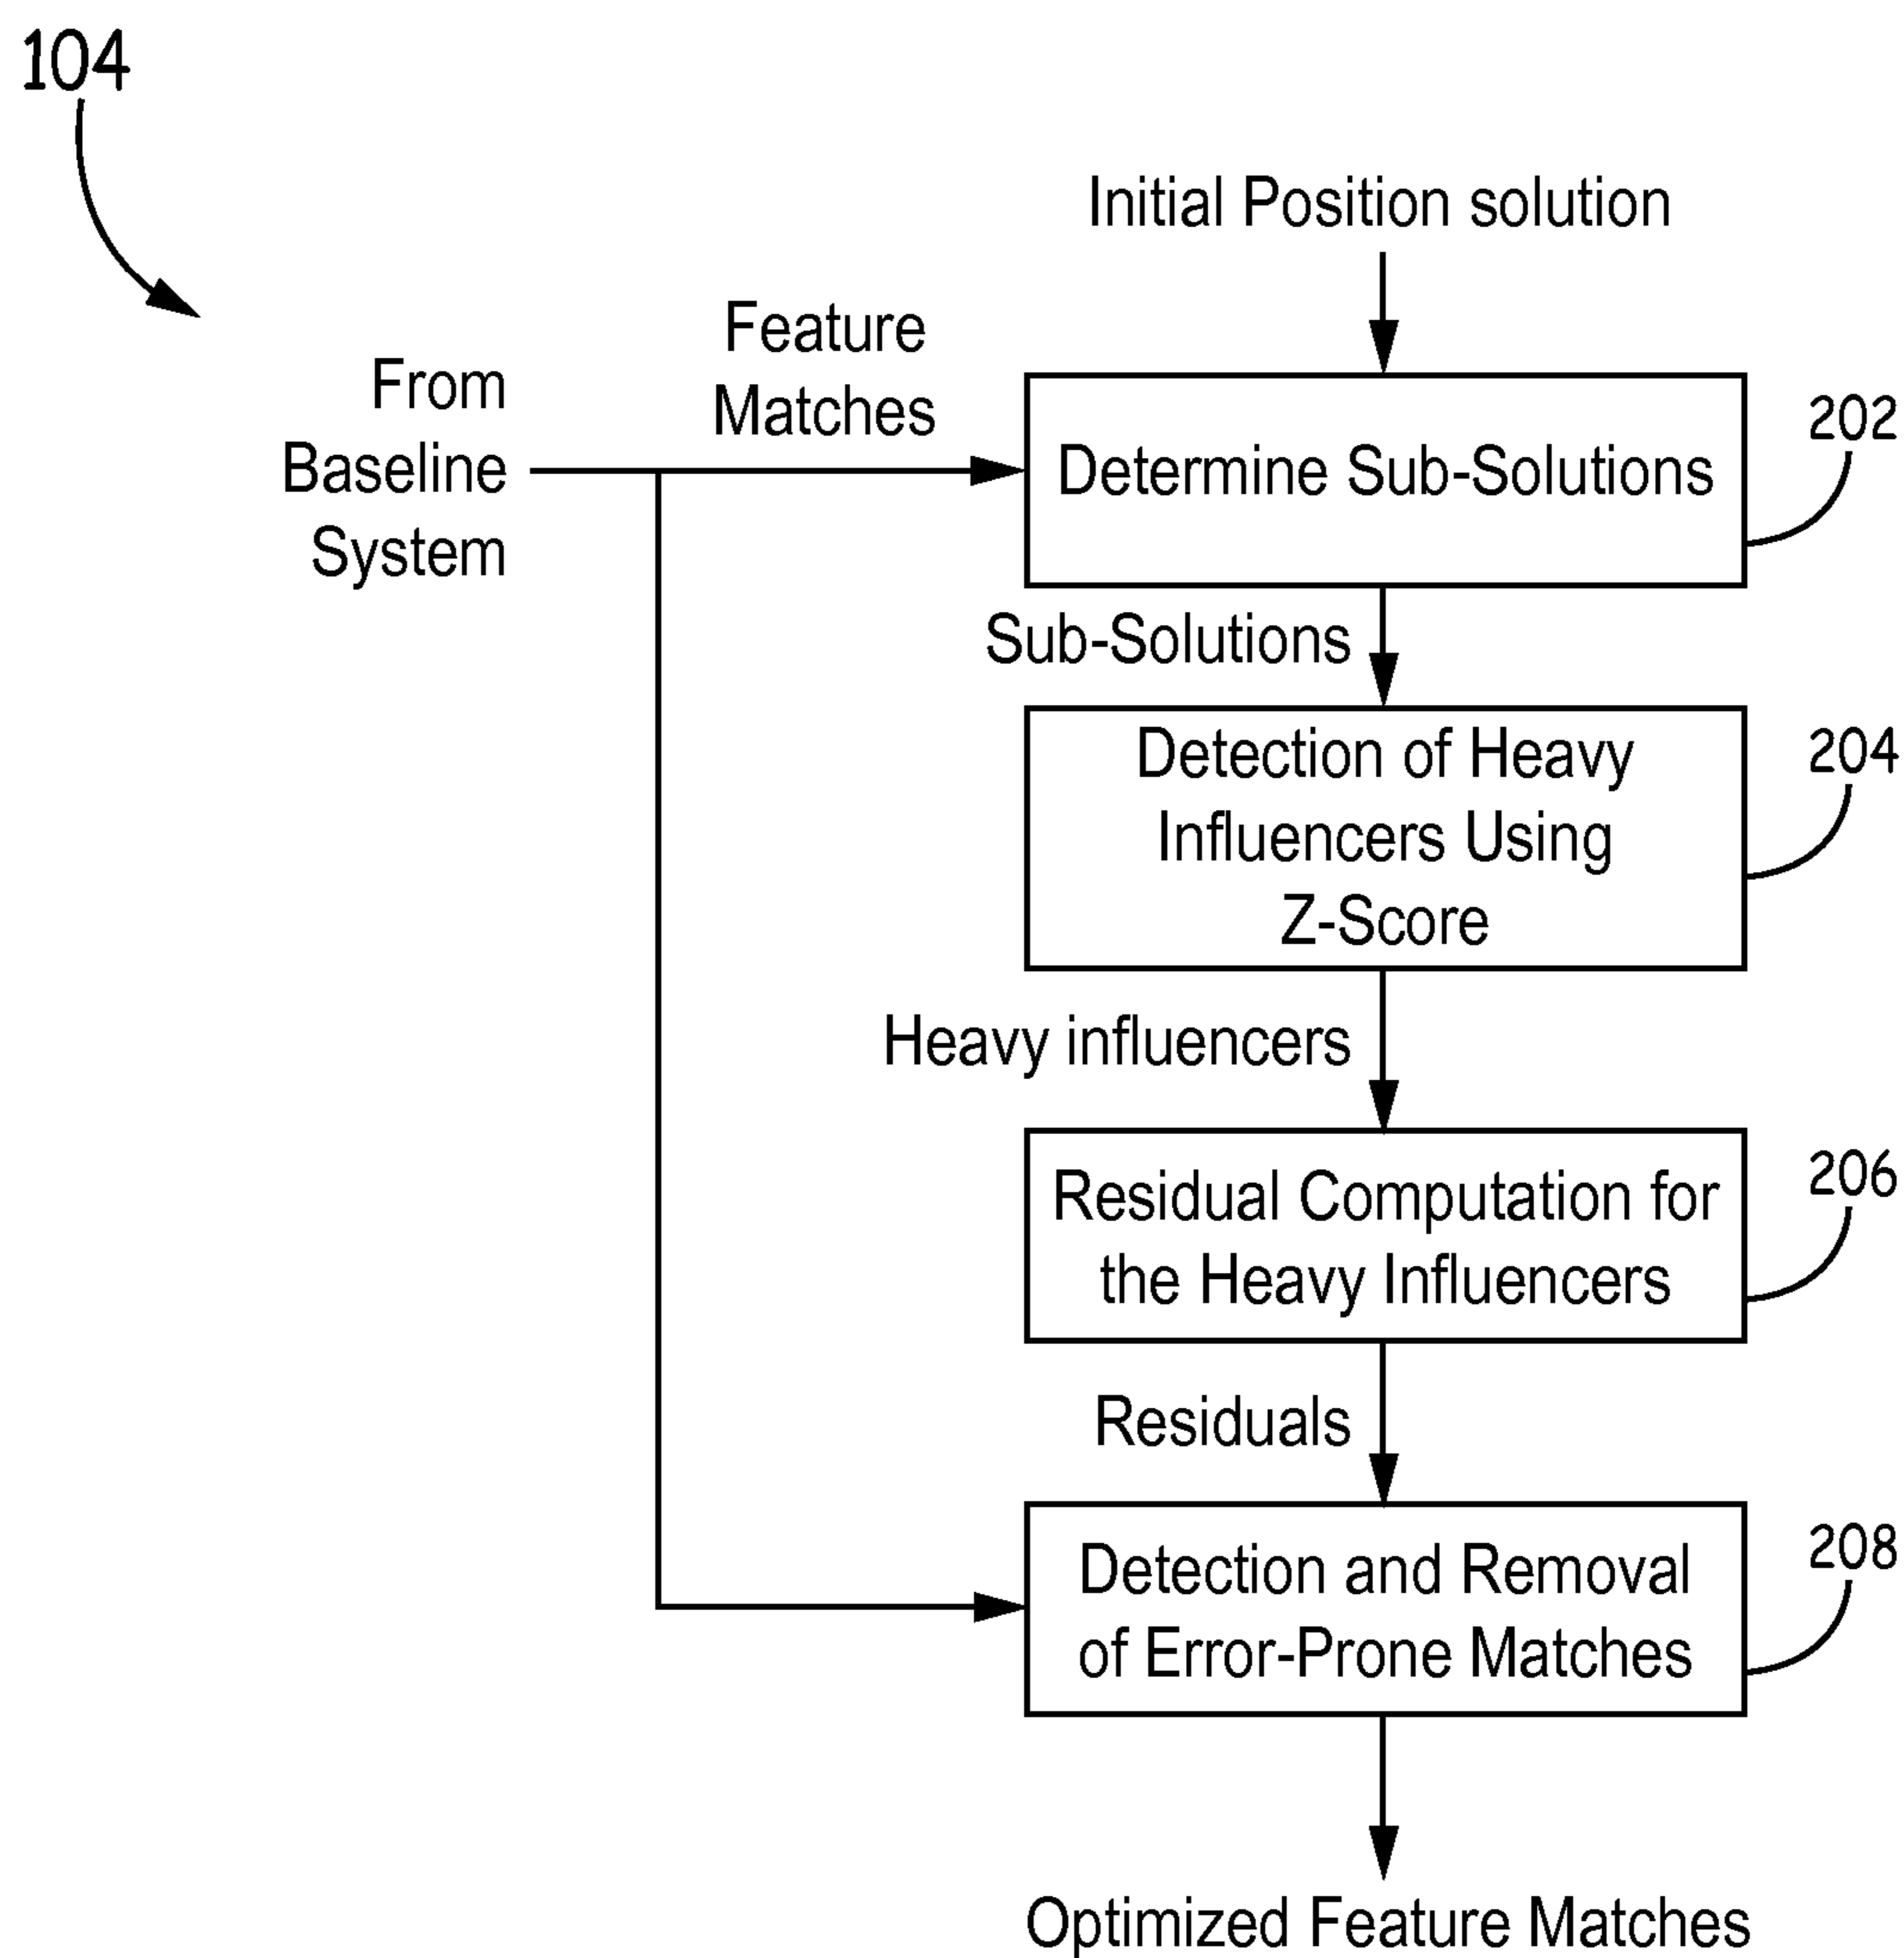 104
Initial Position solution
Feature
Matches
From
Baseline
System
Determine Sub-Solutions
202
Sub-Solutions
Detection of Heavy
Influencers Using
Z-Score
204
Heavy influencers
Residual Computation for
the Heavy Influencers
206
Residuals
Detection and Removal
of Error-Prone Matches
208
Optimized Feature Matches